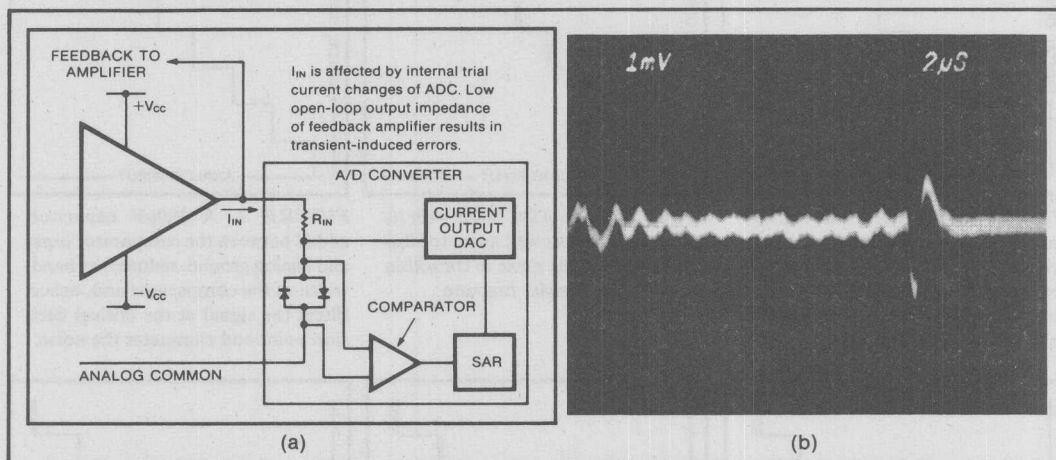 FEEDBACK TO
AMPLIFIER
+VCC
IIN is affected by internal trial
current changes of ADC. Low
open-loop output impedance
of feedback amplifier results in
transient-induced errors.
A/D CONVERTER
IIN
RIN
CURRENT
OUTPUT
DAC
-VCC
COMPARATOR
SAR
ANALOG COMMON
(a)
1mV
2μS
(b)